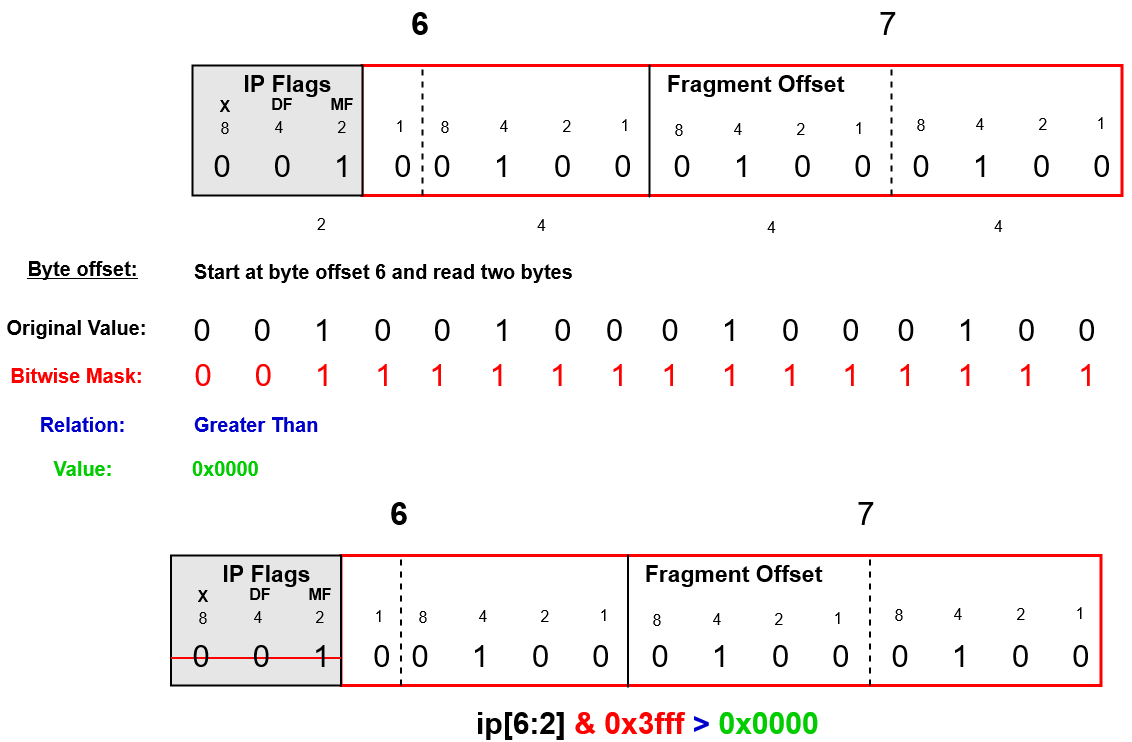 6 7
IP Flags Fragment Offset
X DF MF
8 4 2 1 8 4 2 1 8 4 2 1 8 4 2 1
0 0 1 0 0 1 0 0 0 1 0 0 0 1 0 0
2 4 4 4
Byte offset: Start at byte offset 6 and read two bytes
Original Value: 0 0 1 0 0 1 0 0 0 1 0 0 0 1 0 0
Bitwise Mask: 0 0 1 1 1 1 1 1 1 1 1 1 1 1 1 1
Relation: Greater Than
Value: 0x0000
6 7
IP Flags Fragment Offset
X DF MF
8 4 2 1 8 4 2 1 8 4 2 1 8 4 2 1
0 0 1 0 0 1 0 0 0 1 0 0 0 1 0 0
ip[6:2] & 0x3fff > 0x0000